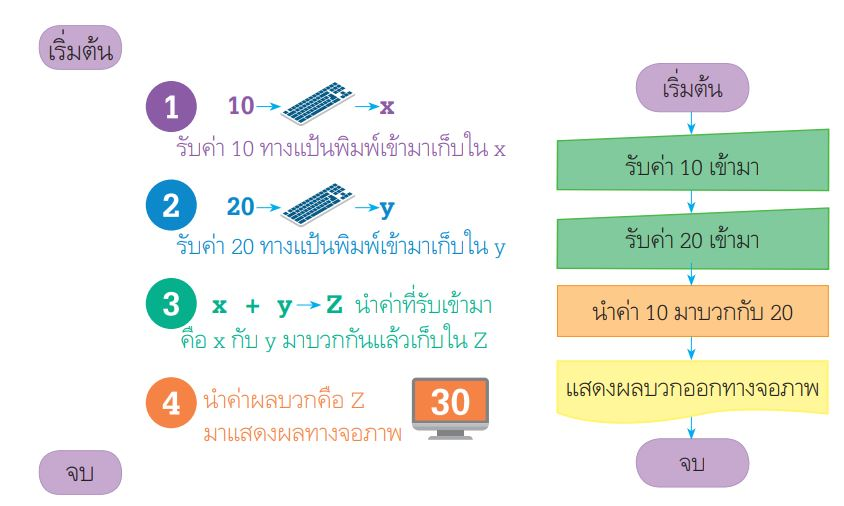 เริ่มต้น
1 10 x
รับค่า 10 ทางแป้นพิมพ์เข้ามาเก็บใน x
2 20 y
รับค่า 20 ทางแป้นพิมพ์เข้ามาเก็บใน y
3 x + y Z นำค่าที่รับเข้ามา
คือ x กับ y มาบวกกันแล้วเก็บใน Z
4 นำค่าผลบวกคือ Z 30
มาแสดงผลทางจอภาพ
จบ
เริ่มต้น
รับค่า 10 เข้ามา
รับค่า 20 เข้ามา
นำค่า 10 มาบวกกับ 20
แสดงผลบวกออกทางจอภาพ
จบ